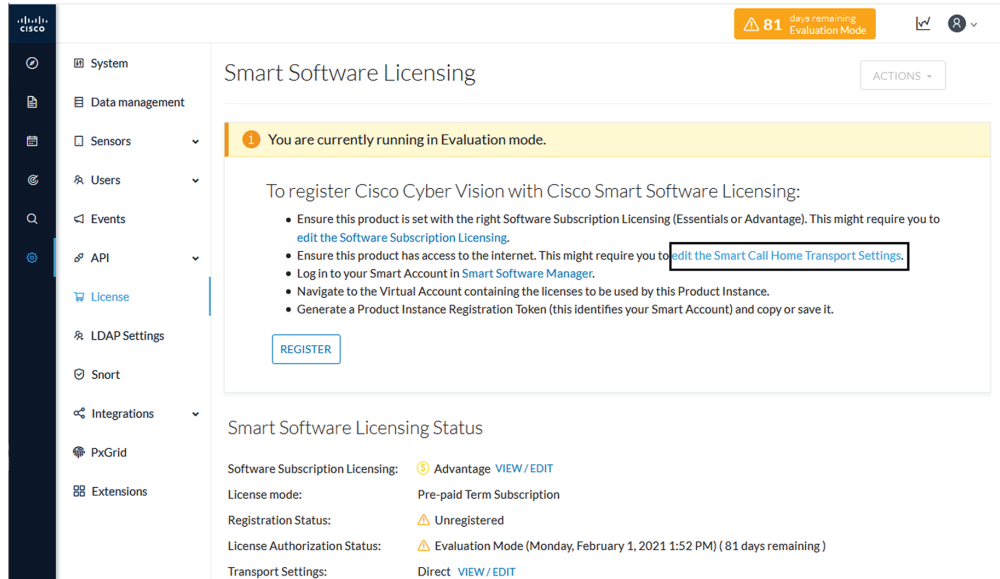 CISCO
81 days remaining
Evaluation Mode
System
Data management
Sensors
Users
Events
API
License
LDAP Settings
Snort
Integrations
PxGrid
Extensions
Smart Software Licensing
ACTIONS
You are currently running in Evaluation mode.
To register Cisco Cyber Vision with Cisco Smart Software Licensing:
Ensure this product is set with the right Software Subscription Licensing (Essentials or Advantage). This might require you to
edit the Software Subscription Licensing.
Ensure this product has access to the internet. This might require you to edit the Smart Call Home Transport Settings.
Log in to your Smart Account in Smart Software Manager.
Navigate to the Virtual Account containing the licenses to be used by this Product Instance.
Generate a Product Instance Registration Token (this identifies your Smart Account) and copy or save it.
REGISTER
Smart Software Licensing Status
Software Subscription Licensing: Advantage VIEW / EDIT
License mode: Pre-paid Term Subscription
Registration Status: Unregistered
License Authorization Status: Evaluation Mode (Monday, February 1, 2021 1:52 PM) ( 81 days remaining )
Transport Settings: Direct VIEW / EDIT